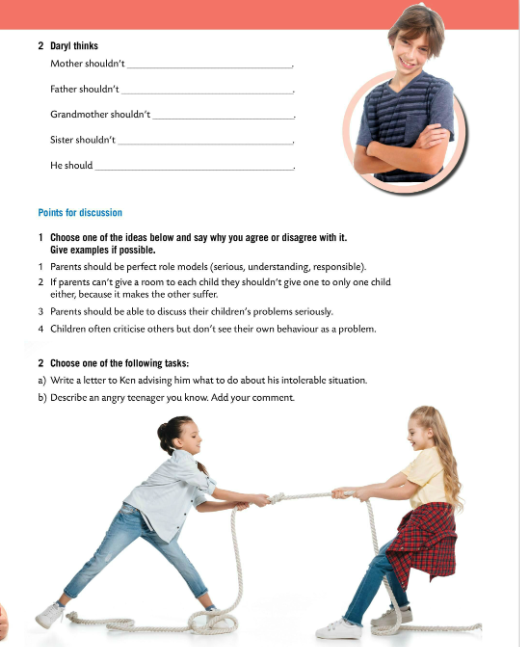 2 Daryl thinks
Mother shouldn't ________________________________.
Father shouldn't ________________________________.
Grandmother shouldn't ________________________________.
Sister shouldn't ________________________________.
He should ________________________________.
Points for discussion
1 Choose one of the ideas below and say why you agree or disagree with it.
Give examples if possible.
1 Parents should be perfect role models (serious, understanding, responsible).
2 If parents can't give a room to each child they shouldn't give one to only one child
either, because it makes the other suffer.
3 Parents should be able to discuss their children's problems seriously.
4 Children often criticise others but don't see their own behaviour as a problem.
2 Choose one of the following tasks:
a) Write a letter to Ken advising him what to do about his intolerable situation.
b) Describe an angry teenager you know. Add your comment.